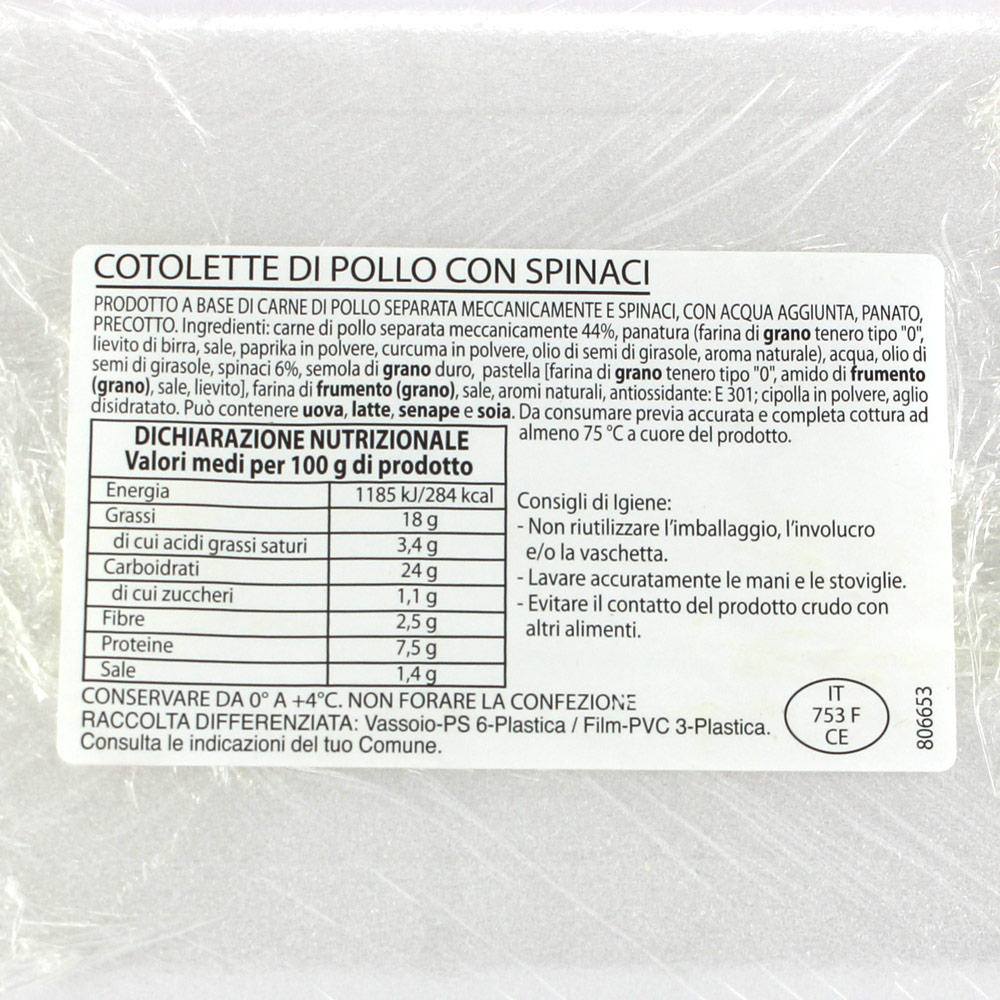 COTOLETTE DI POLLO CON SPINACI
PRODOTTO A BASE DI CARNE DI POLLO SEPARATA MECCANICAMENTE E SPINACI, CON ACQUA AGGIUNTA, PANATO,
PRECOTTO. Ingredienti: carne di pollo separata meccanicamente 44%, panatura (farina di grano tenero tipo "0",
lievito di birra, sale, paprika in polvere, curcuma in polvere, olio di semi di girasole, aroma naturale), acqua, olio di
semi di girasole, spinaci 6%, semola di grano duro, pastella [farina di grano tenero tipo "0", amido di frumento
(grano), sale, lievito], farina di frumento (grano), sale, aromi naturali, antiossidante: E 301; cipolla in polvere, aglio
disidratato. Può contenere uova, latte, senape e soia. Da consumare previa accurata e completa cottura ad
almeno 75 °C a cuore del prodotto.
DICHIARAZIONE NUTRIZIONALE
Valori medi per 100 g di prodotto
Energia 1185 kJ/284 kcal
Grassi 18 g
di cui acidi grassi saturi 3,4 g
Carboidrati 24 g
di cui zuccheri 1,1 g
Fibre 2,5 g
Proteine 7,5 g
Sale 1,4 g
Consigli di Igiene:
- Non riutilizzare l'imballaggio, l'involucro
e/o la vaschetta.
- Lavare accuratamente le mani e le stoviglie.
- Evitare il contatto del prodotto crudo con
altri alimenti.
CONSERVARE DA 0° A +4°C. NON FORARE LA CONFEZIONE
RACCOLTA DIFFERENZIATA: Vassoio-PS 6-Plastica / Film-PVC 3-Plastica.
Consulta le indicazioni del tuo Comune.
IT
753 F
CE
806653